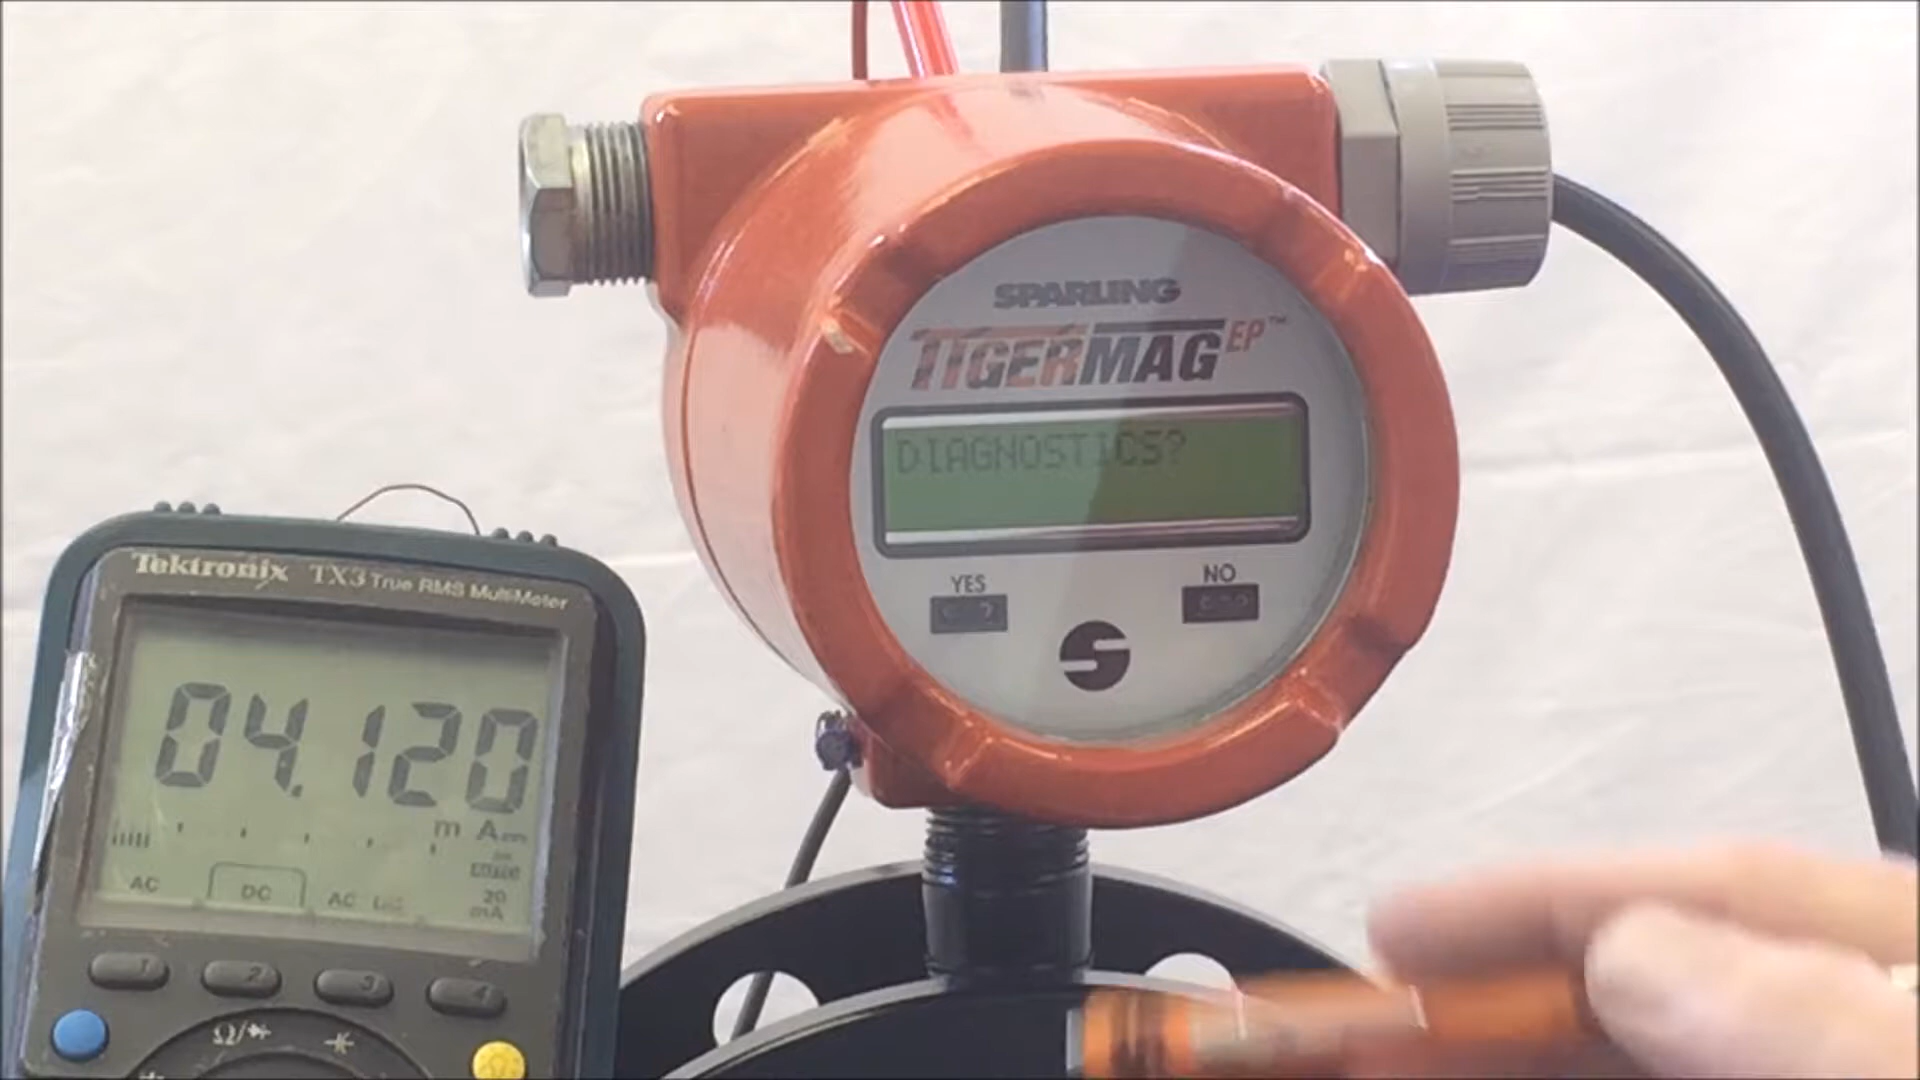 SPARLING
TIGERMAG EP™
DIAGNOSTICS?
YES
NO
Tektronix TX3 True RMS MultiMeter
04.120
m A
AC
DC
AC
20
mA
1
2
3
4
Ω